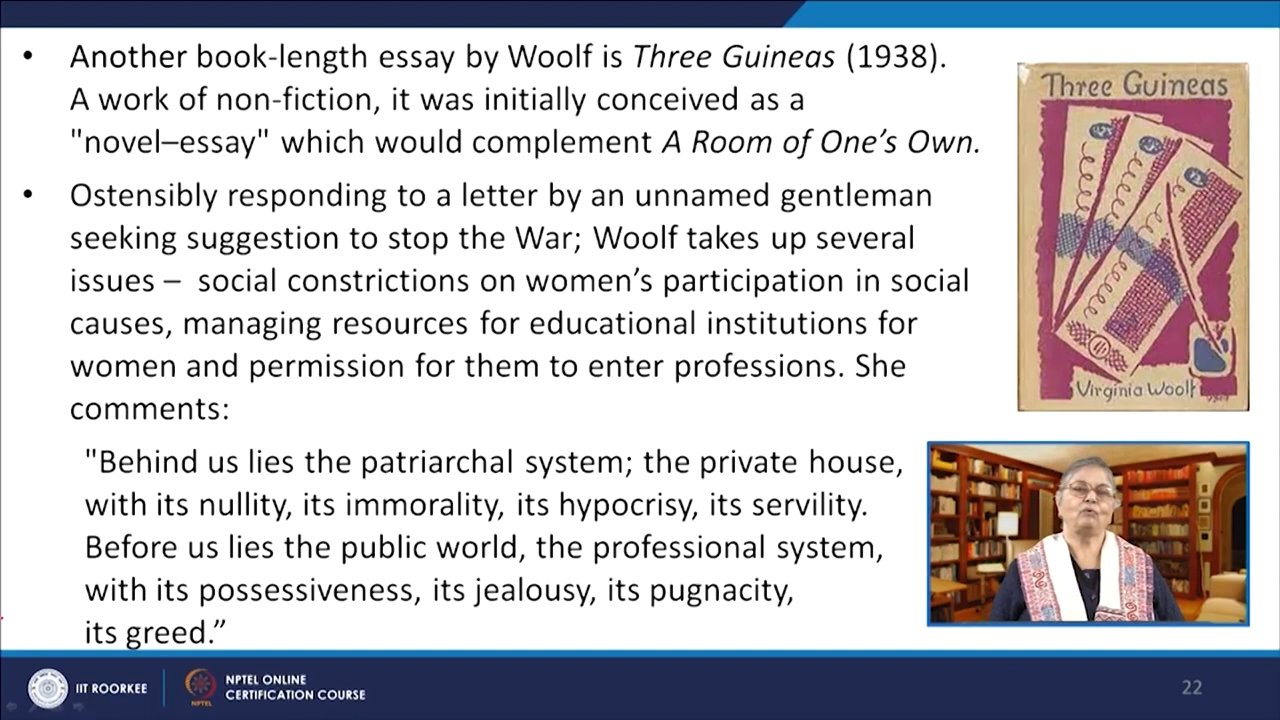 • Another book-length essay by Woolf is Three Guineas (1938).
A work of non-fiction, it was initially conceived as a
"novel–essay" which would complement A Room of One’s Own.
• Ostensibly responding to a letter by an unnamed gentleman
seeking suggestion to stop the War; Woolf takes up several
issues – social constrictions on women’s participation in social
causes, managing resources for educational institutions for
women and permission for them to enter professions. She
comments:
"Behind us lies the patriarchal system; the private house,
with its nullity, its immorality, its hypocrisy, its servility.
Before us lies the public world, the professional system,
with its possessiveness, its jealousy, its pugnacity,
its greed.”
Three Guineas
Virginia Woolf
IIT ROORKEE
NPTEL
NPTEL ONLINE
CERTIFICATION COURSE
22